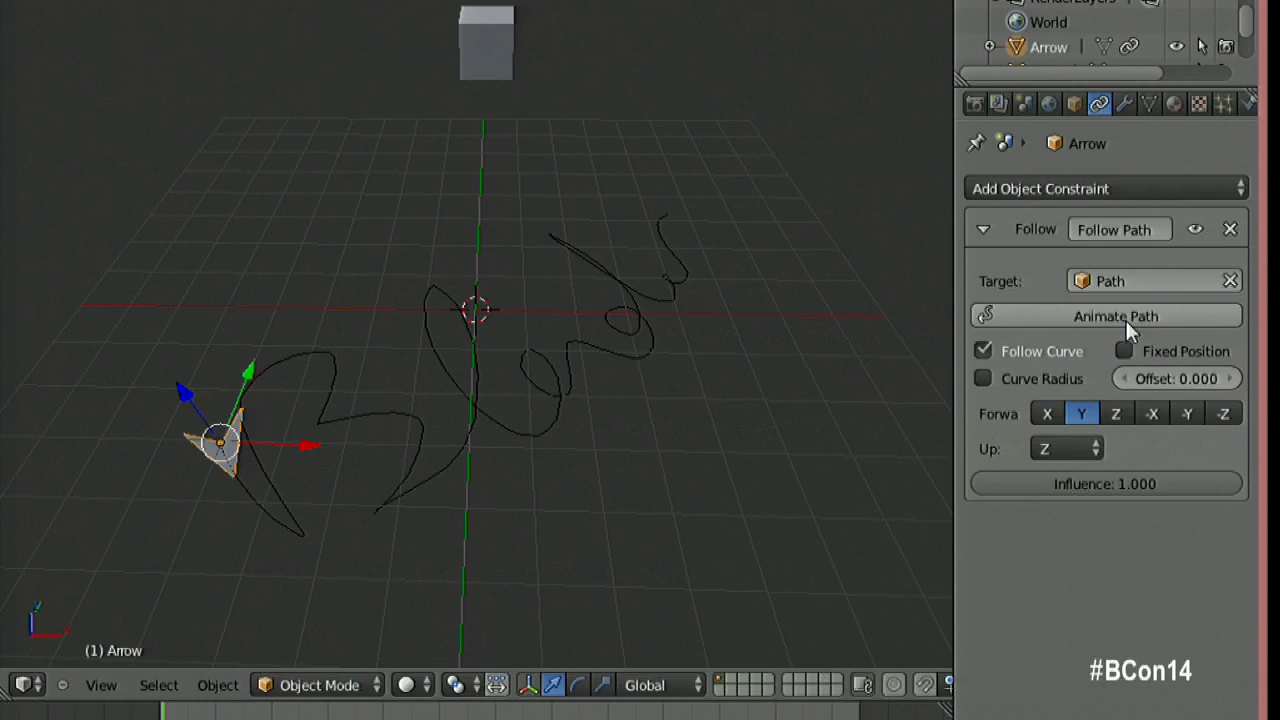 RenderLayers
World
Arrow
Arrow
Add Object Constraint
Follow Follow Path
Target: Path
Animate Path
Follow Curve Fixed Position
Curve Radius Offset: 0.000
Forwa X Y Z -X -Y -Z
Up: Z
Influence: 1.000
y
x
(1) Arrow
#BCon14
View Select Object Object Mode Global